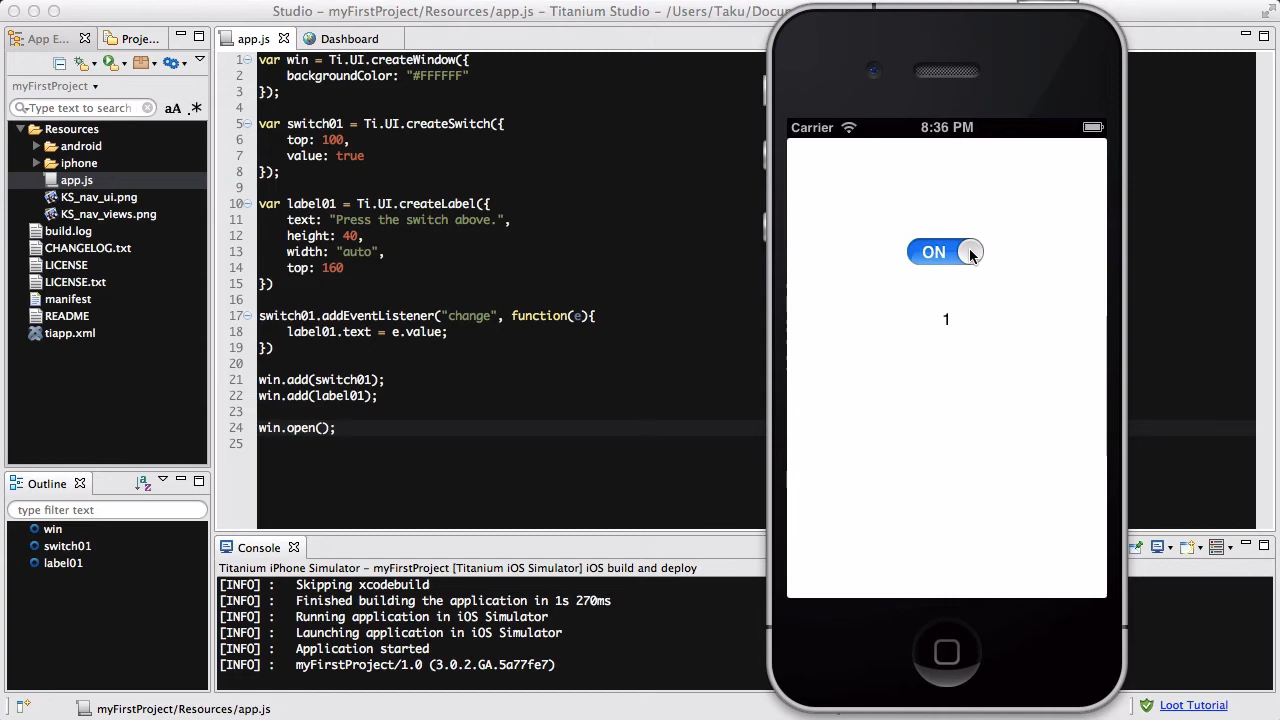 Studio - myFirstProject/Resources/app.js - Titanium Studio - /Users/Taku/Docum
App E...
Proje...
myFirstProject
Type text to search
aA
.*
Resources
android
iphone
app.js
KS_nav_ui.png
KS_nav_views.png
build.log
CHANGELOG.txt
LICENSE
LICENSE.txt
manifest
README
tiapp.xml
Outline
type filter text
win
switch01
label01
app.js
Dashboard
1 var win = Ti.UI.createWindow({
2 backgroundColor: "#FFFFFF"
3 });
4
5 var switch01 = Ti.UI.createSwitch({
6 top: 100,
7 value: true
8 });
9
10 var label01 = Ti.UI.createLabel({
11 text: "Press the switch above.",
12 height: 40,
13 width: "auto",
14 top: 160
15 })
16
17 switch01.addEventListener("change", function(e){
18 label01.text = e.value;
19 })
20
21 win.add(switch01);
22 win.add(label01);
23
24 win.open();
25
Console
Titanium iPhone Simulator - myFirstProject [Titanium iOS Simulator] iOS build and deploy
[INFO] : Skipping xcodebuild
[INFO] : Finished building the application in 1s 270ms
[INFO] : Running application in iOS Simulator
[INFO] : Launching application in iOS Simulator
[INFO] : Application started
[INFO] : myFirstProject/1.0 (3.0.2.GA.5a77fe7)
Carrier 8:36 PM
ON
1
myFirstProject/Resources/app.js
Loot Tutorial